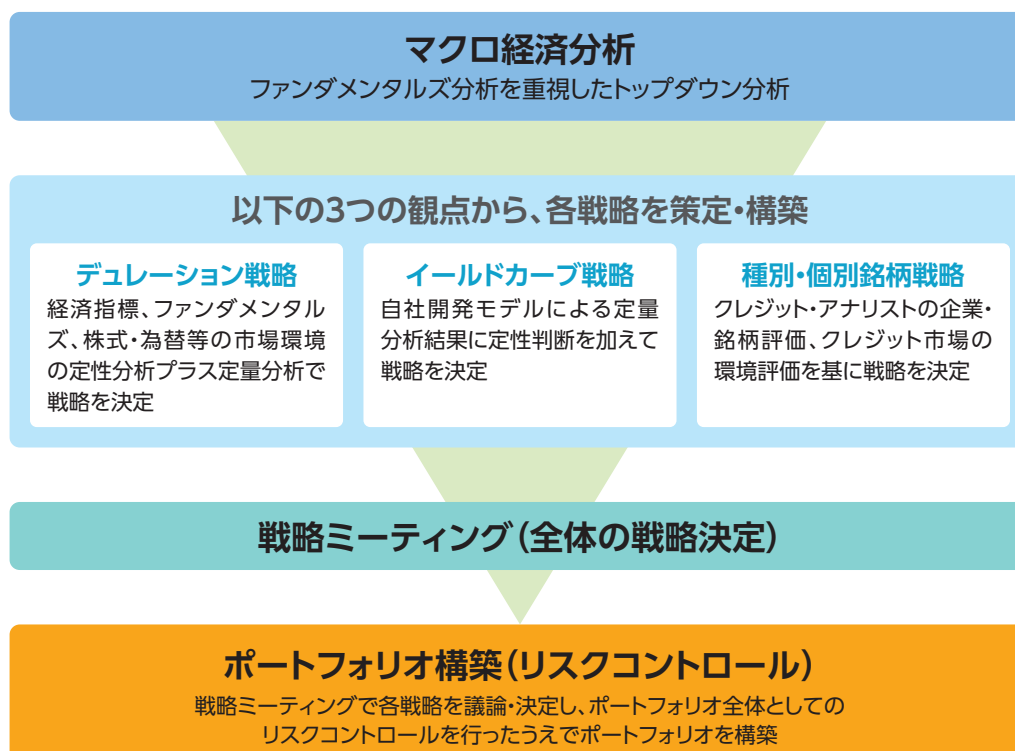 マクロ経済分析
ファンダメンタルズ分析を重視したトップダウン分析
以下の3つの観点から、各戦略を策定・構築
デュレーション戦略
経済指標、ファンダメンタル
ズ、株式・為替等の市場環境
の定性分析プラス定量分析で
戦略を決定
イールドカーブ戦略
自社開発モデルによる定量
分析結果に定性判断を加えて
戦略を決定
種別・個別銘柄戦略
クレジット・アナリストの企業・
銘柄評価、クレジット市場の
環境評価を基に戦略を決定
戦略ミーティング(全体の戦略決定)
ポートフォリオ構築(リスクコントロール)
戦略ミーティングで各戦略を議論・決定し、ポートフォリオ全体としての
リスクコントロールを行ったうえでポートフォリオを構築